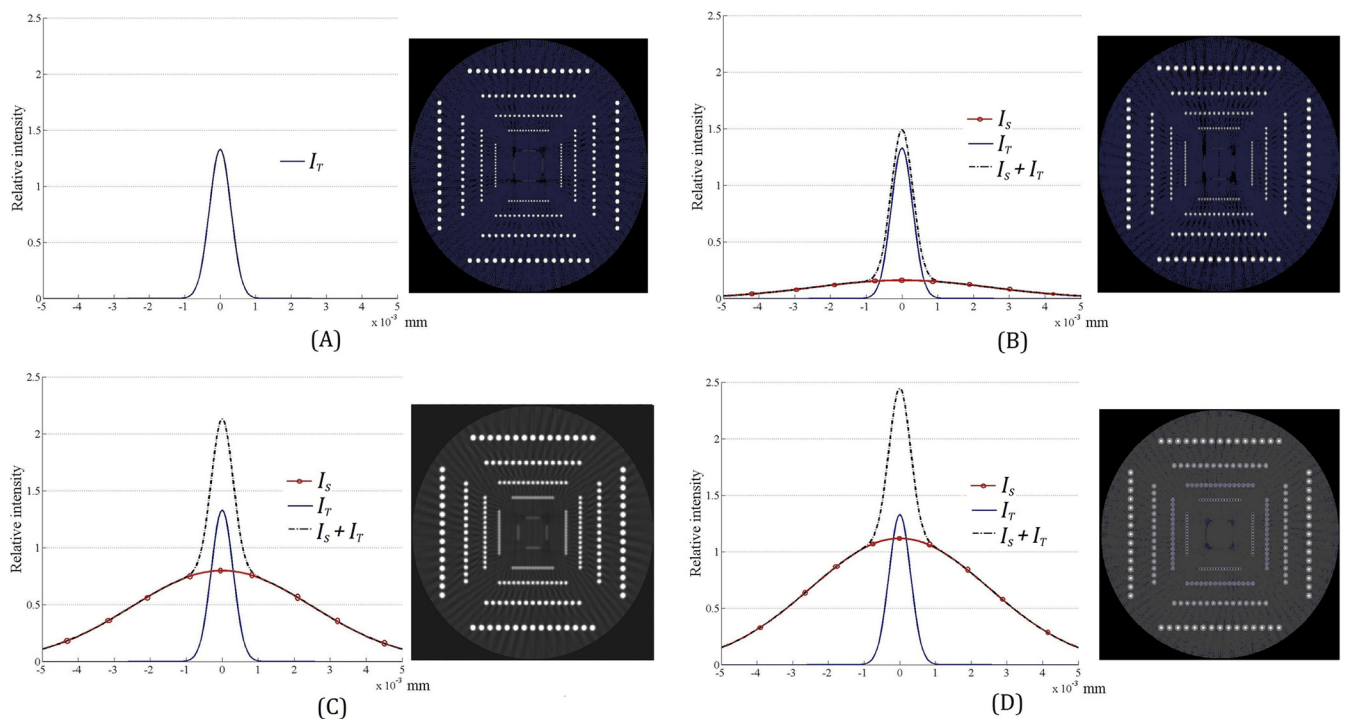 2.5
2
1.5
1
0.5
0
Relative intensity
I_T
-5 -4 -3 -2 -1 0 1 2 3 4 5
x 10⁻³ mm
(A)
2.5
2
1.5
1
0.5
0
Relative intensity
I_S
I_T
I_S + I_T
-5 -4 -3 -2 -1 0 1 2 3 4 5
x 10⁻³ mm
(B)
2.5
2
1.5
1
0.5
0
Relative intensity
I_S
I_T
I_S + I_T
-5 -4 -3 -2 -1 0 1 2 3 4 5
x 10⁻³ mm
(C)
2.5
2
1.5
1
0.5
0
Relative intensity
I_S
I_T
I_S + I_T
-5 -4 -3 -2 -1 0 1 2 3 4 5
x 10⁻³ mm
(D)